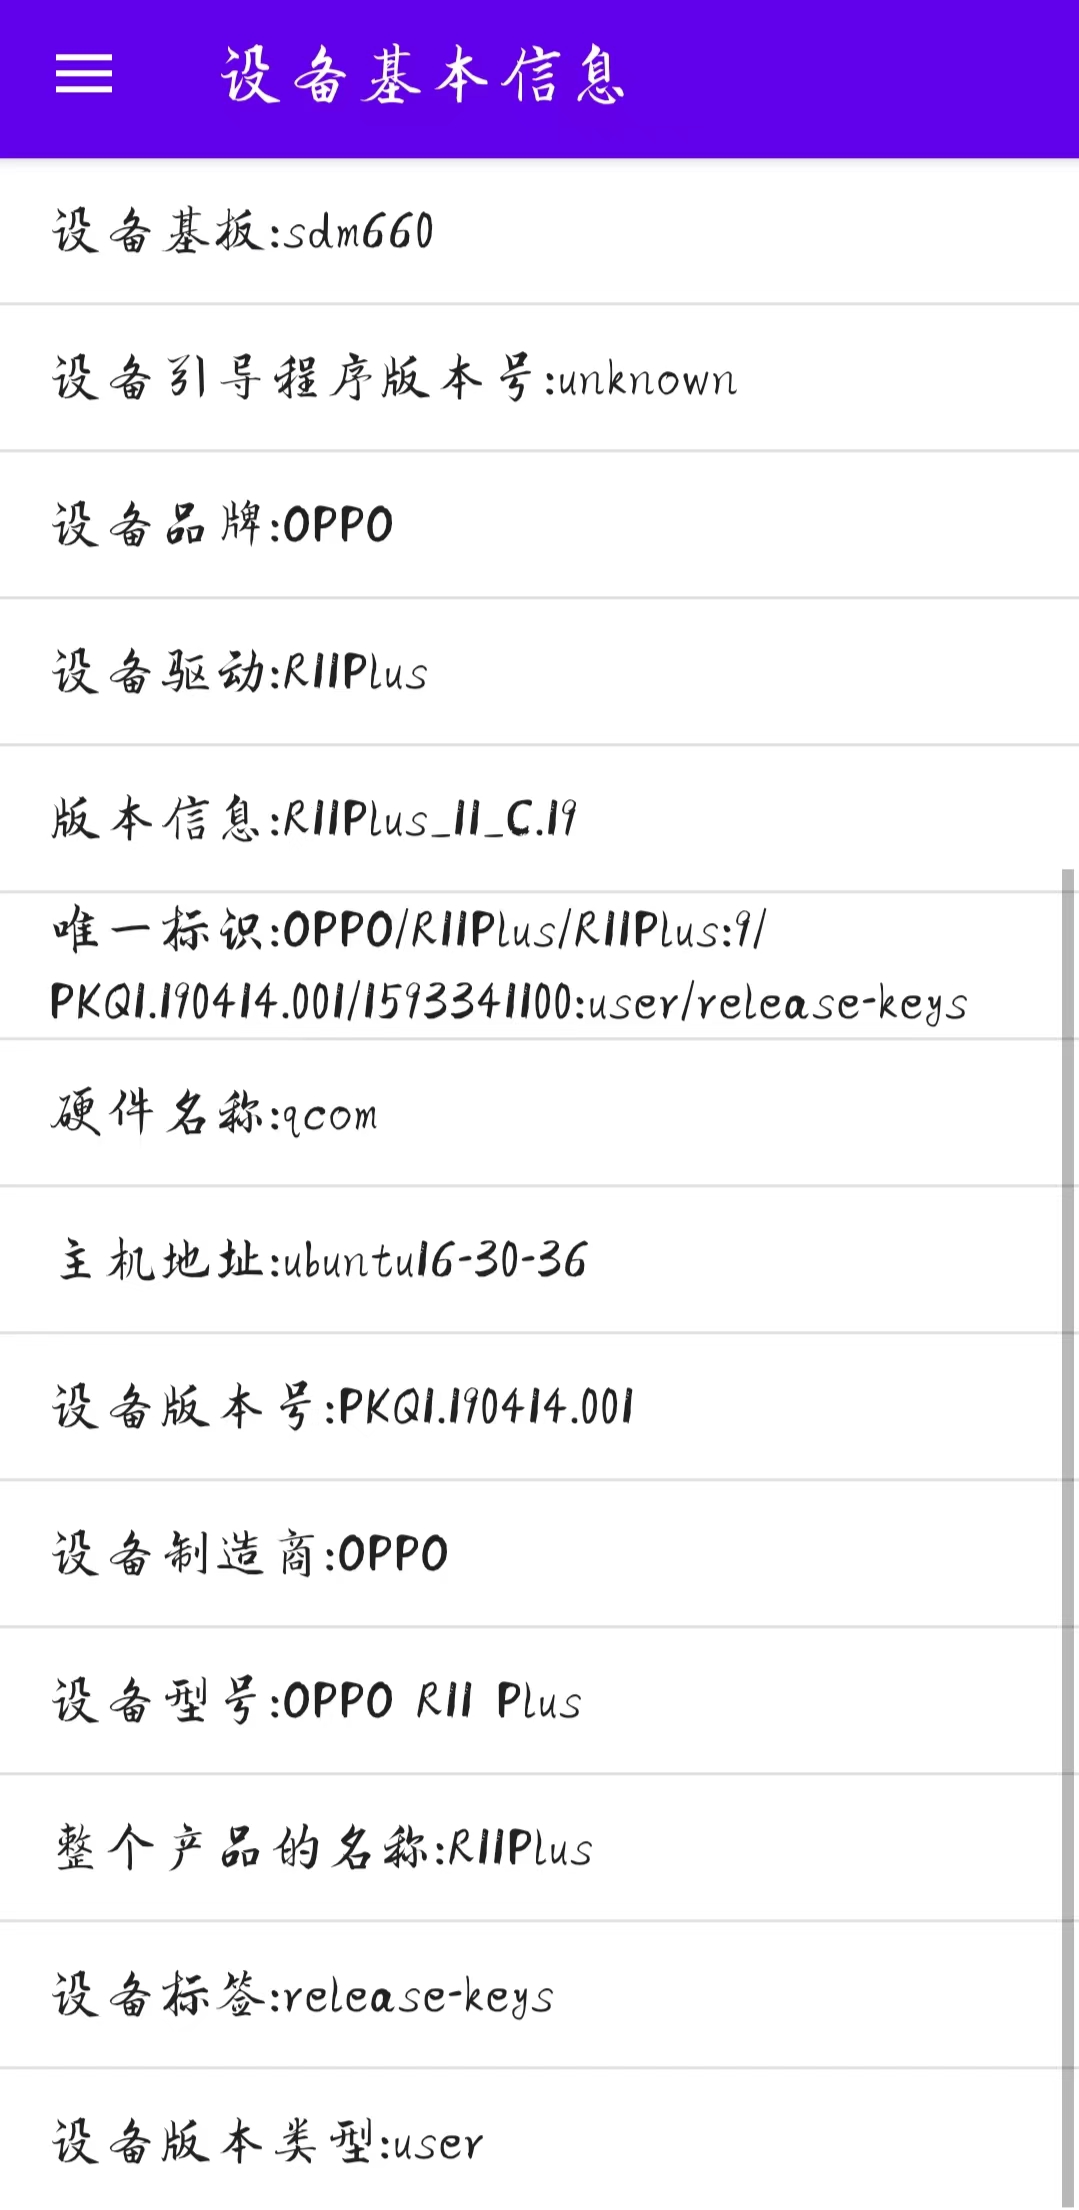 设备基本信息
设备基板:sdm660
设备引导程序版本号:unknown
设备品牌:OPPO
设备驱动:R11Plus
版本信息:R11Plus_11_C.19
唯一标识:OPPO/R11Plus/R11Plus:9/
PKQ1.190414.001/1593341100:user/release-keys
硬件名称:qcom
主机地址:ubuntu16-30-36
设备版本号:PKQ1.190414.001
设备制造商:OPPO
设备型号:OPPO R11 Plus
整个产品的名称:R11Plus
设备标签:release-keys
设备版本类型:user